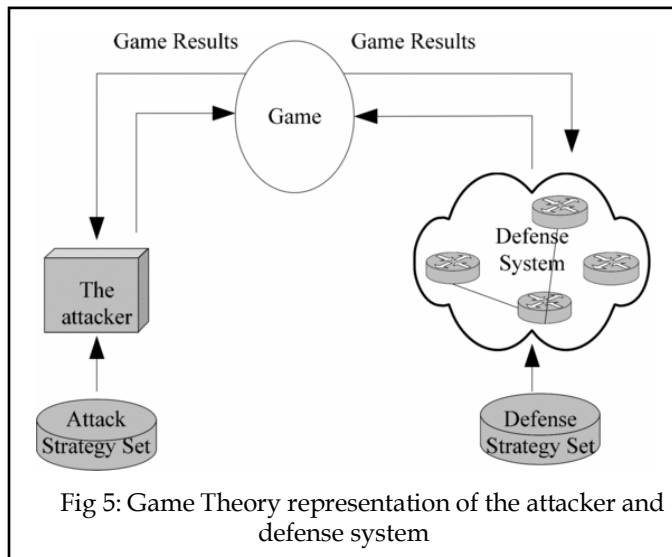 Game Results
Game Results
Game
The
attacker
Defense
System
Attack
Strategy Set
Defense
Strategy Set
Fig 5: Game Theory representation of the attacker and
defense system